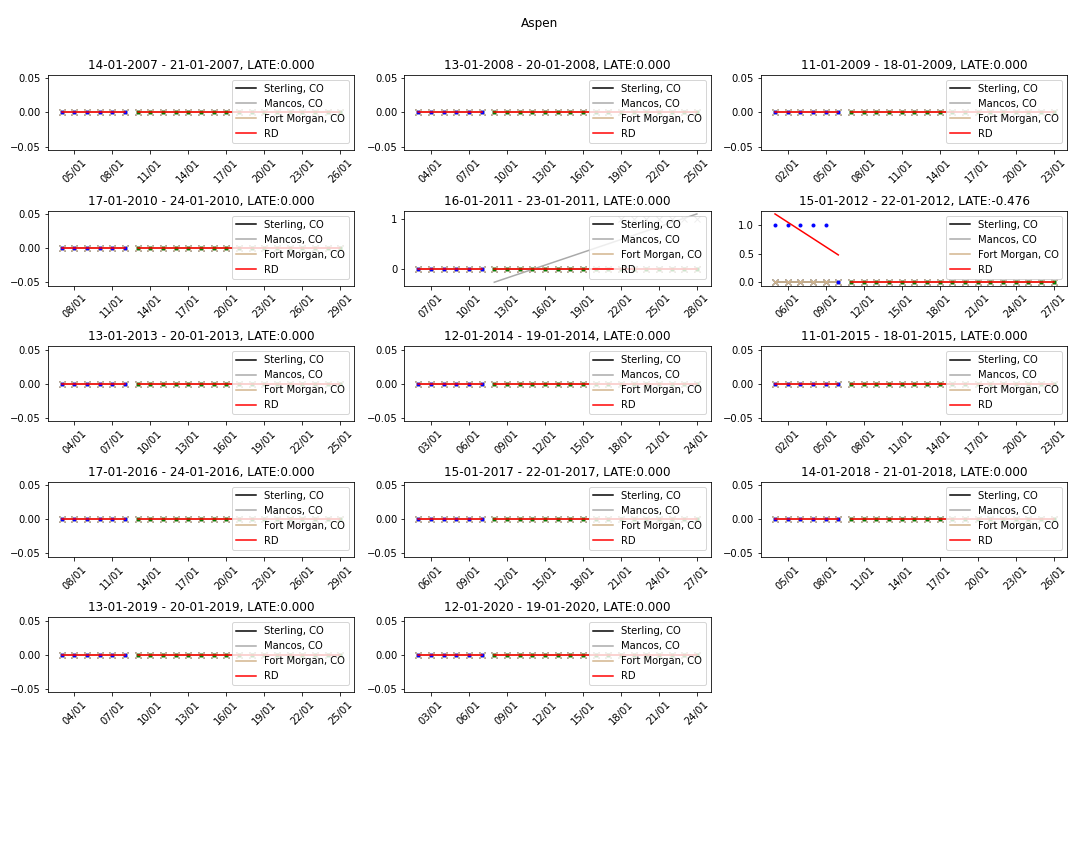 Aspen
14-01-2007 - 21-01-2007, LATE:0.000
0.05
0.00
−0.05
Sterling, CO
Mancos, CO
Fort Morgan, CO
RD
05/01 08/01 11/01 14/01 17/01 20/01 23/01 26/01
13-01-2008 - 20-01-2008, LATE:0.000
0.05
0.00
−0.05
Sterling, CO
Mancos, CO
Fort Morgan, CO
RD
04/01 07/01 10/01 13/01 16/01 19/01 22/01 25/01
11-01-2009 - 18-01-2009, LATE:0.000
0.05
0.00
−0.05
Sterling, CO
Mancos, CO
Fort Morgan, CO
RD
02/01 05/01 08/01 11/01 14/01 17/01 20/01 23/01
17-01-2010 - 24-01-2010, LATE:0.000
0.05
0.00
−0.05
Sterling, CO
Mancos, CO
Fort Morgan, CO
RD
08/01 11/01 14/01 17/01 20/01 23/01 26/01 29/01
16-01-2011 - 23-01-2011, LATE:0.000
1
0
Sterling, CO
Mancos, CO
Fort Morgan, CO
RD
07/01 10/01 13/01 16/01 19/01 22/01 25/01 28/01
15-01-2012 - 22-01-2012, LATE:-0.476
1.0
0.5
0.0
Sterling, CO
Mancos, CO
Fort Morgan, CO
RD
06/01 09/01 12/01 15/01 18/01 21/01 24/01 27/01
13-01-2013 - 20-01-2013, LATE:0.000
0.05
0.00
−0.05
Sterling, CO
Mancos, CO
Fort Morgan, CO
RD
04/01 07/01 10/01 13/01 16/01 19/01 22/01 25/01
12-01-2014 - 19-01-2014, LATE:0.000
0.05
0.00
−0.05
Sterling, CO
Mancos, CO
Fort Morgan, CO
RD
03/01 06/01 09/01 12/01 15/01 18/01 21/01 24/01
11-01-2015 - 18-01-2015, LATE:0.000
0.05
0.00
−0.05
Sterling, CO
Mancos, CO
Fort Morgan, CO
RD
02/01 05/01 08/01 11/01 14/01 17/01 20/01 23/01
17-01-2016 - 24-01-2016, LATE:0.000
0.05
0.00
−0.05
Sterling, CO
Mancos, CO
Fort Morgan, CO
RD
08/01 11/01 14/01 17/01 20/01 23/01 26/01 29/01
15-01-2017 - 22-01-2017, LATE:0.000
0.05
0.00
−0.05
Sterling, CO
Mancos, CO
Fort Morgan, CO
RD
06/01 09/01 12/01 15/01 18/01 21/01 24/01 27/01
14-01-2018 - 21-01-2018, LATE:0.000
0.05
0.00
−0.05
Sterling, CO
Mancos, CO
Fort Morgan, CO
RD
05/01 08/01 11/01 14/01 17/01 20/01 23/01 26/01
13-01-2019 - 20-01-2019, LATE:0.000
0.05
0.00
−0.05
Sterling, CO
Mancos, CO
Fort Morgan, CO
RD
04/01 07/01 10/01 13/01 16/01 19/01 22/01 25/01
12-01-2020 - 19-01-2020, LATE:0.000
0.05
0.00
−0.05
Sterling, CO
Mancos, CO
Fort Morgan, CO
RD
03/01 06/01 09/01 12/01 15/01 18/01 21/01 24/01